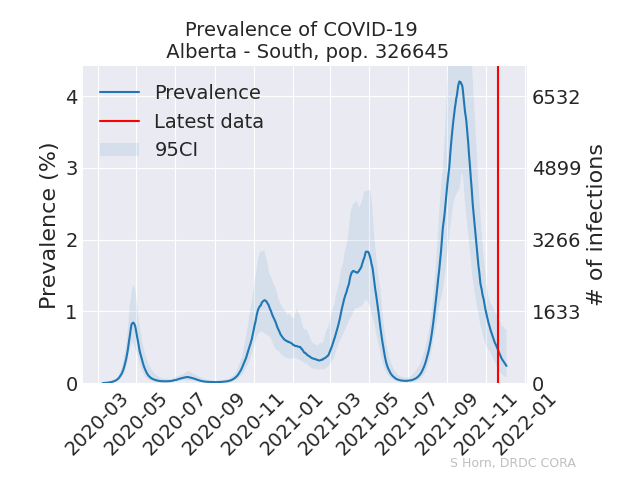 Prevalence of COVID-19
Alberta - South, pop. 326645
Prevalence
Latest data
95CI
Prevalence (%)
4
3
2
1
0
6532
4899
3266
1633
0
# of infections
2020-03
2020-05
2020-07
2020-09
2020-11
2021-01
2021-03
2021-05
2021-07
2021-09
2021-11
2022-01
S Horn, DRDC CORA